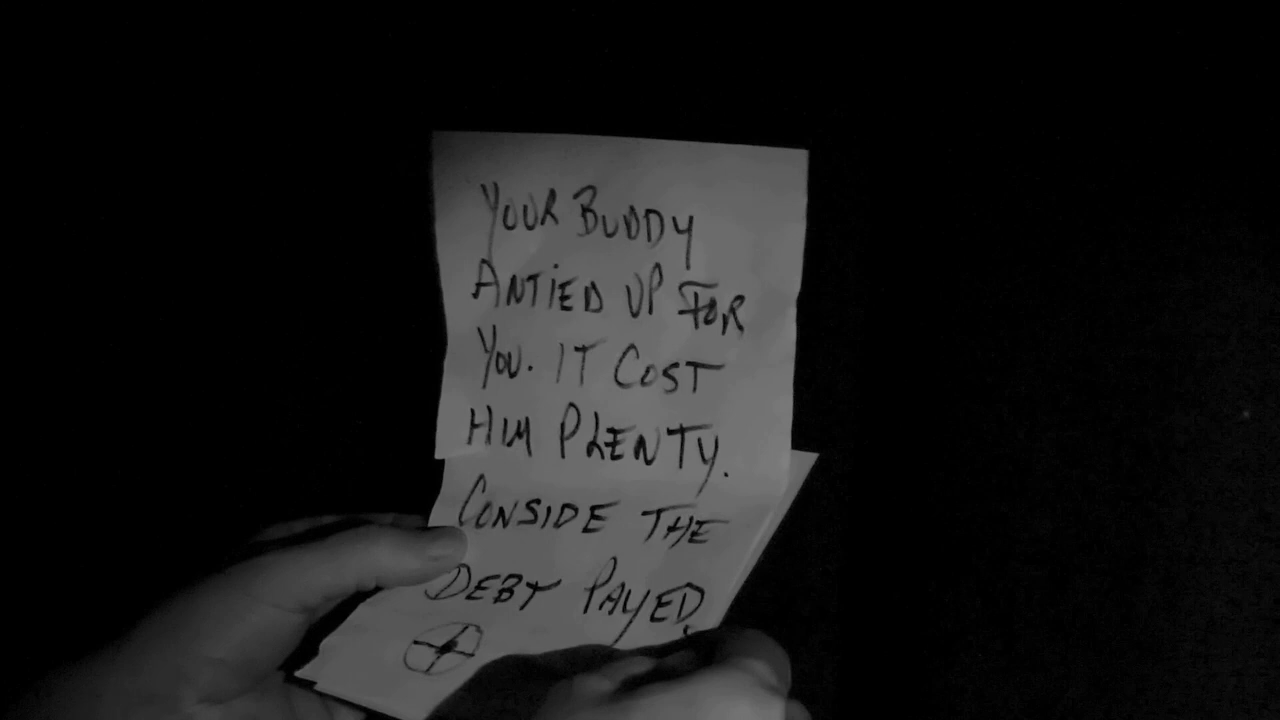 YOUR BUDDY
ANTIED UP FOR
YOU. IT COST
HIM PLENTY.
CONSIDE THE
DEBT PAYED.